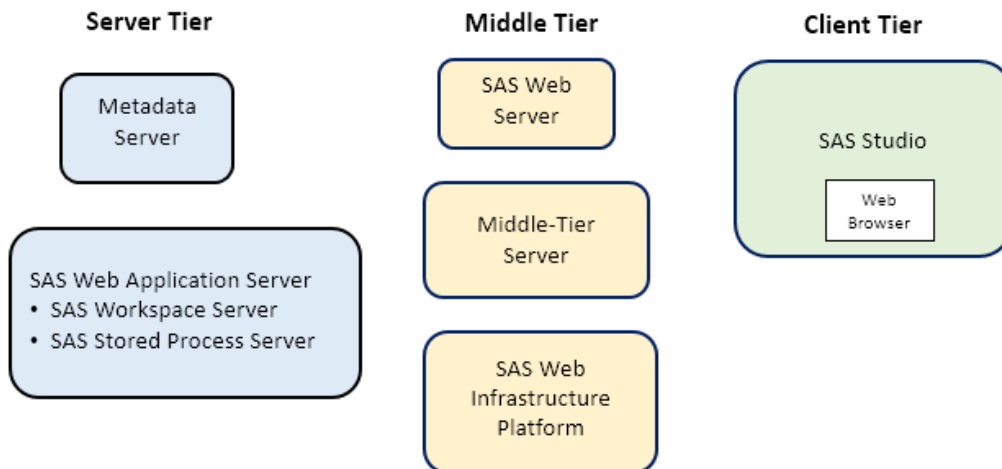 Server Tier
Metadata
Server
SAS Web Application Server
• SAS Workspace Server
• SAS Stored Process Server
Middle Tier
SAS Web
Server
Middle-Tier
Server
SAS Web
Infrastructure
Platform
Client Tier
SAS Studio
Web
Browser